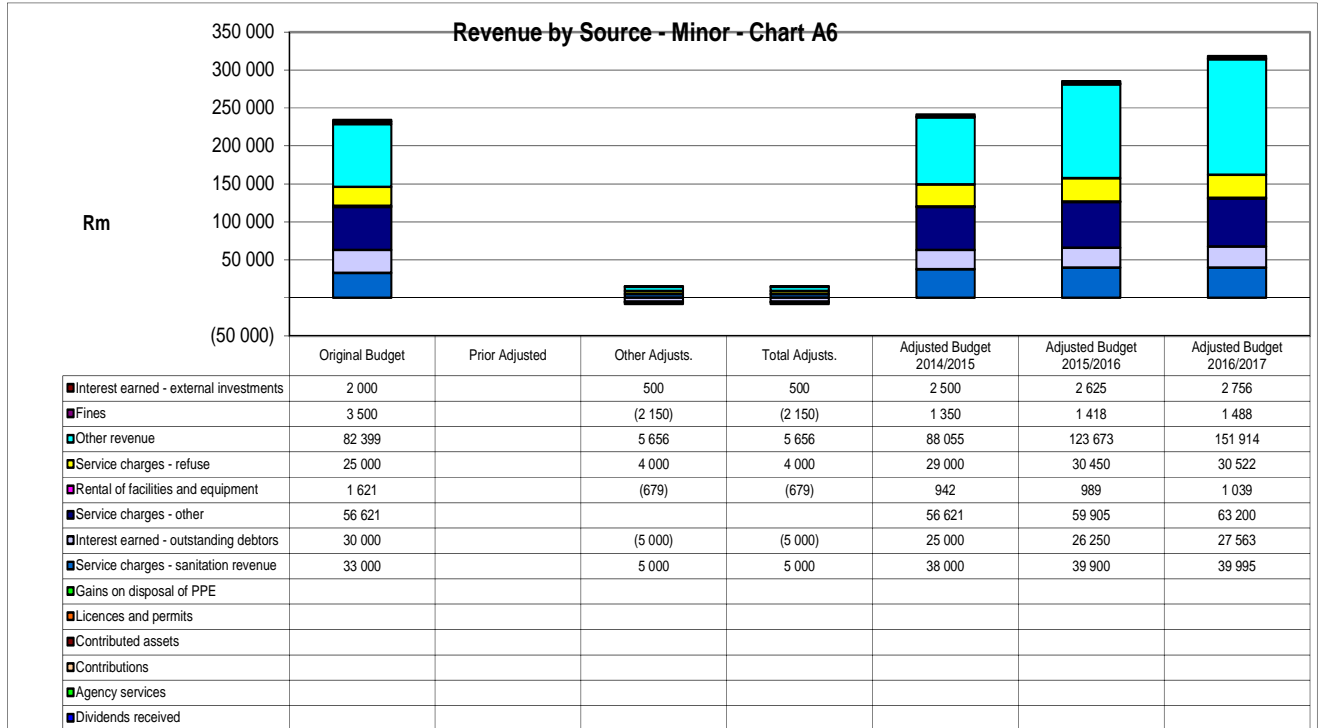 Revenue by Source - Minor - Chart A6
350 000
300 000
250 000
200 000
150 000
100 000
50 000
(50 000)
Rm
Original Budget Prior Adjusted Other Adjusts. Total Adjusts. Adjusted Budget 2014/2015 Adjusted Budget 2015/2016 Adjusted Budget 2016/2017
Interest earned - external investments 2 000 500 500 2 500 2 625 2 756
Fines 3 500 (2 150) (2 150) 1 350 1 418 1 488
Other revenue 82 399 5 656 5 656 88 055 123 673 151 914
Service charges - refuse 25 000 4 000 4 000 29 000 30 450 30 522
Rental of facilities and equipment 1 621 (679) (679) 942 989 1 039
Service charges - other 56 621 56 621 59 905 63 200
Interest earned - outstanding debtors 30 000 (5 000) (5 000) 25 000 26 250 27 563
Service charges - sanitation revenue 33 000 5 000 5 000 38 000 39 900 39 995
Gains on disposal of PPE
Licences and permits
Contributed assets
Contributions
Agency services
Dividends received